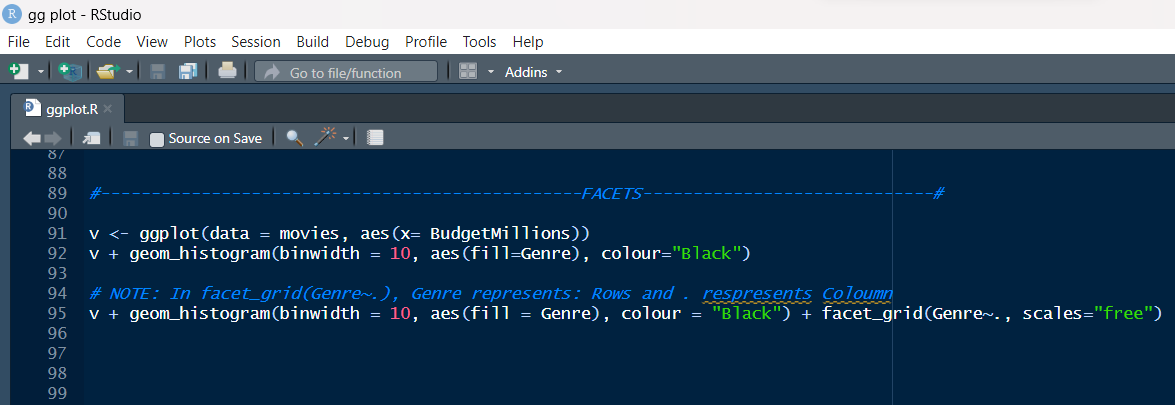 R gg plot - RStudio
File Edit Code View Plots Session Build Debug Profile Tools Help
Go to file/function Addins
ggplot.R
Source on Save
87
88
89 #------------------------------------------------FACETS-----------------------------#
90
91 v <- ggplot(data = movies, aes(x= BudgetMillions))
92 v + geom_histogram(binwidth = 10, aes(fill=Genre), colour="Black")
93
94 # NOTE: In facet_grid(Genre~.), Genre represents: Rows and . respresents Coloumn
95 v + geom_histogram(binwidth = 10, aes(fill = Genre), colour = "Black") + facet_grid(Genre~., scales="free")
96
97
98
99